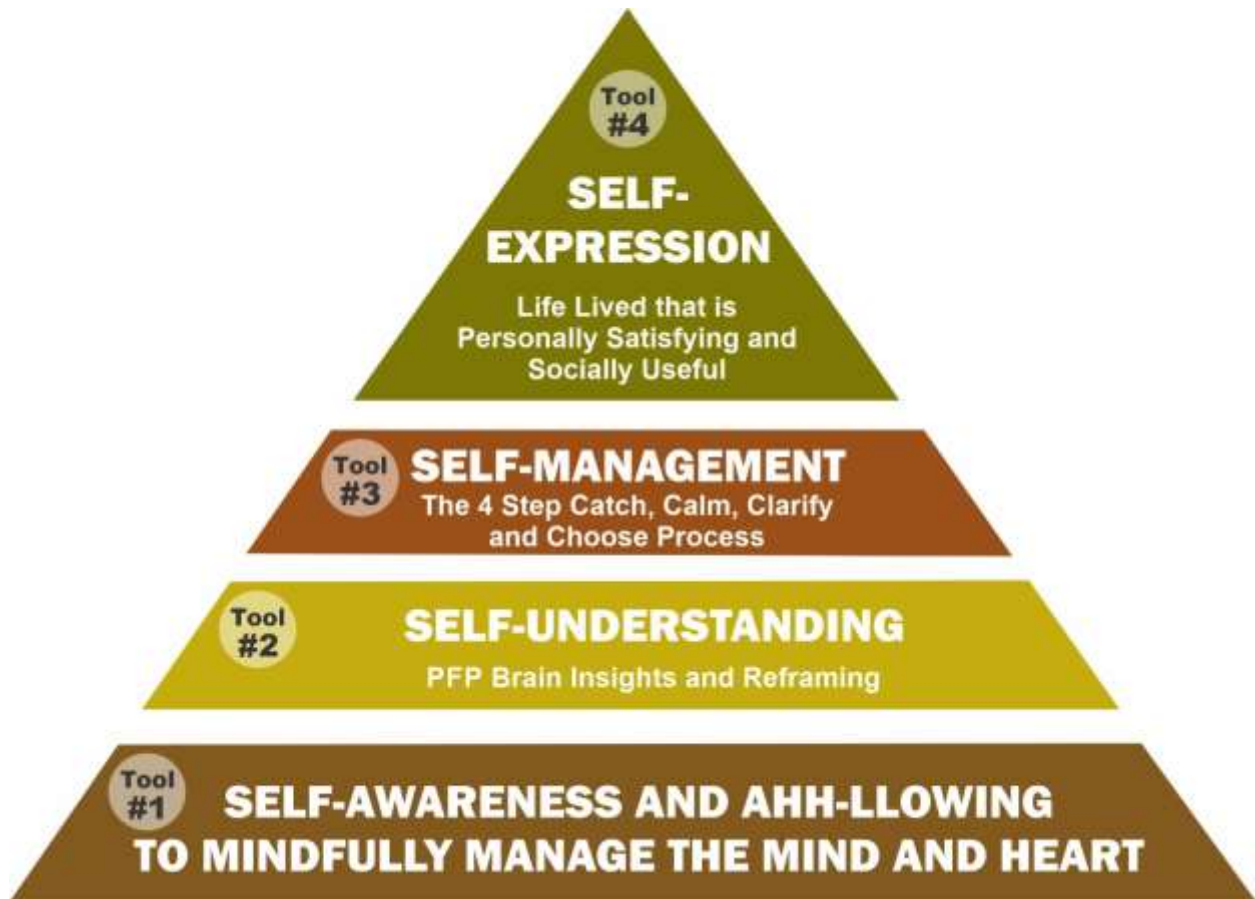 Tool
#4
SELF-
EXPRESSION
Life Lived that is
Personally Satisfying and
Socially Useful
Tool
#3
SELF-MANAGEMENT
The 4 Step Catch, Calm, Clarify
and Choose Process
Tool
#2
SELF-UNDERSTANDING
PFP Brain Insights and Reframing
Tool
#1
SELF-AWARENESS AND AHH-LLOWING
TO MINDFULLY MANAGE THE MIND AND HEART